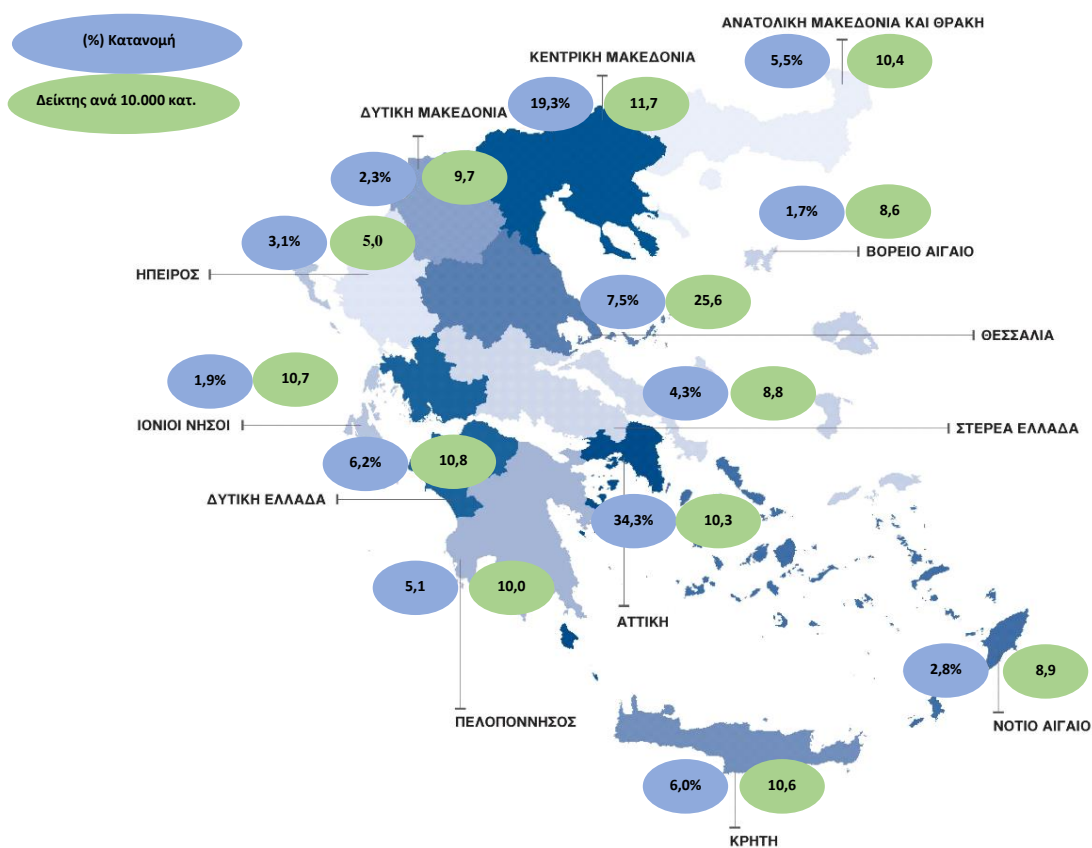 (%) Κατανομή
Δείκτης ανά 10.000 κατ.
ΑΝΑΤΟΛΙΚΗ ΜΑΚΕΔΟΝΙΑ ΚΑΙ ΘΡΑΚΗ
5,5% 10,4
ΚΕΝΤΡΙΚΗ ΜΑΚΕΔΟΝΙΑ
19,3% 11,7
ΔΥΤΙΚΗ ΜΑΚΕΔΟΝΙΑ
2,3% 9,7
1,7% 8,6
ΒΟΡΕΙΟ ΑΙΓΑΙΟ
3,1% 5,0
ΗΠΕΙΡΟΣ
7,5% 25,6
ΘΕΣΣΑΛΙΑ
1,9% 10,7
ΙΟΝΙΟΙ ΝΗΣΟΙ
4,3% 8,8
ΣΤΕΡΕΑ ΕΛΛΑΔΑ
6,2% 10,8
ΔΥΤΙΚΗ ΕΛΛΑΔΑ
34,3% 10,3
ΑΤΤΙΚΗ
5,1 10,0
ΠΕΛΟΠΟΝΝΗΣΟΣ
2,8% 8,9
ΝΟΤΙΟ ΑΙΓΑΙΟ
6,0% 10,6
ΚΡΗΤΗ